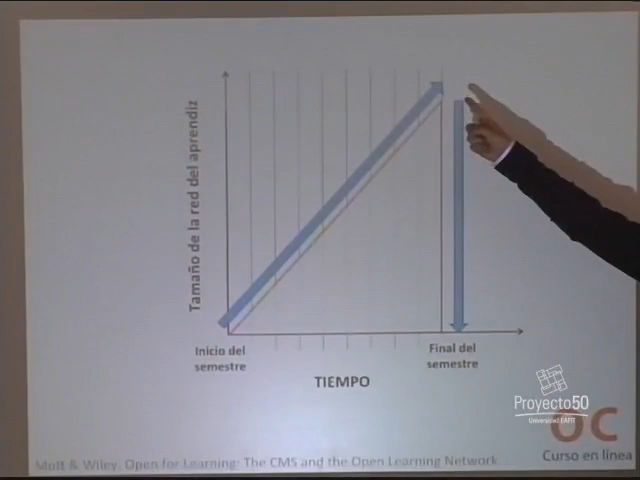 Tamaño de la red del aprendiz
Inicio del
semestre
Final del
semestre
TIEMPO
Proyecto50
Universidad EAFIT
OC
Curso en línea
Mott & Wiley, Open for Learning: The CMS and the Open Learning Network